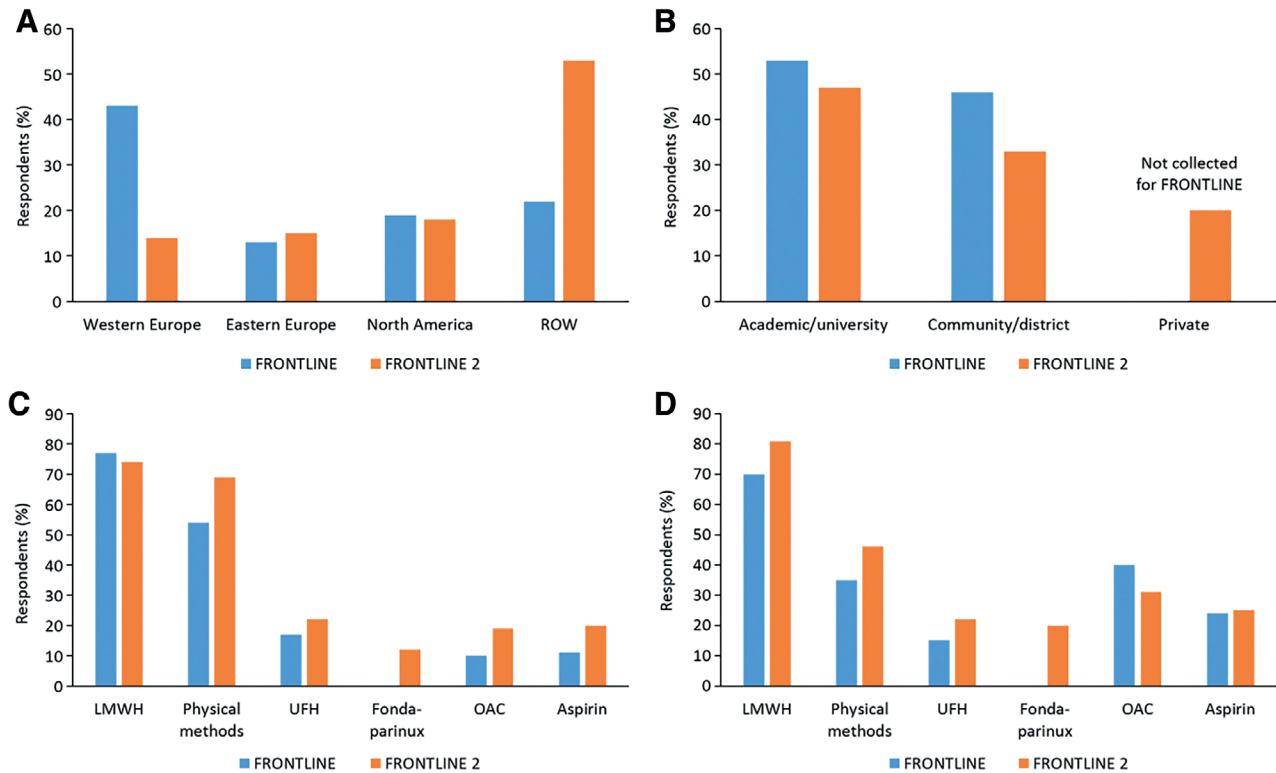 A
60
50
40
30
20
10
0
Respondents (%)
Western Europe Eastern Europe North America ROW
FRONTLINE FRONTLINE 2
B
60
50
40
30
20
10
0
Respondents (%)
Not collected
for FRONTLINE
Academic/university Community/district Private
FRONTLINE FRONTLINE 2
C
90
80
70
60
50
40
30
20
10
0
Respondents (%)
LMWH Physical UFH Fonda- OAC Aspirin
methods parinux
FRONTLINE FRONTLINE 2
D
90
80
70
60
50
40
30
20
10
0
Respondents (%)
LMWH Physical UFH Fonda- OAC Aspirin
methods parinux
FRONTLINE FRONTLINE 2